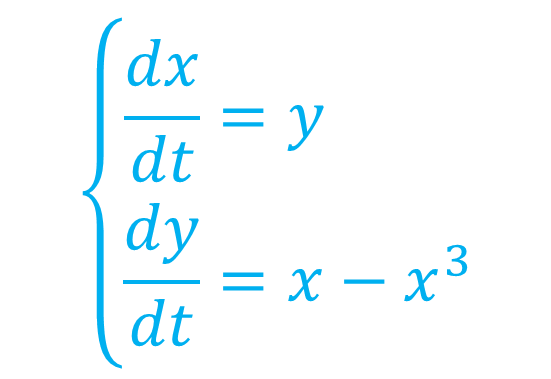 dx/dt = y
dy/dt = x − x³